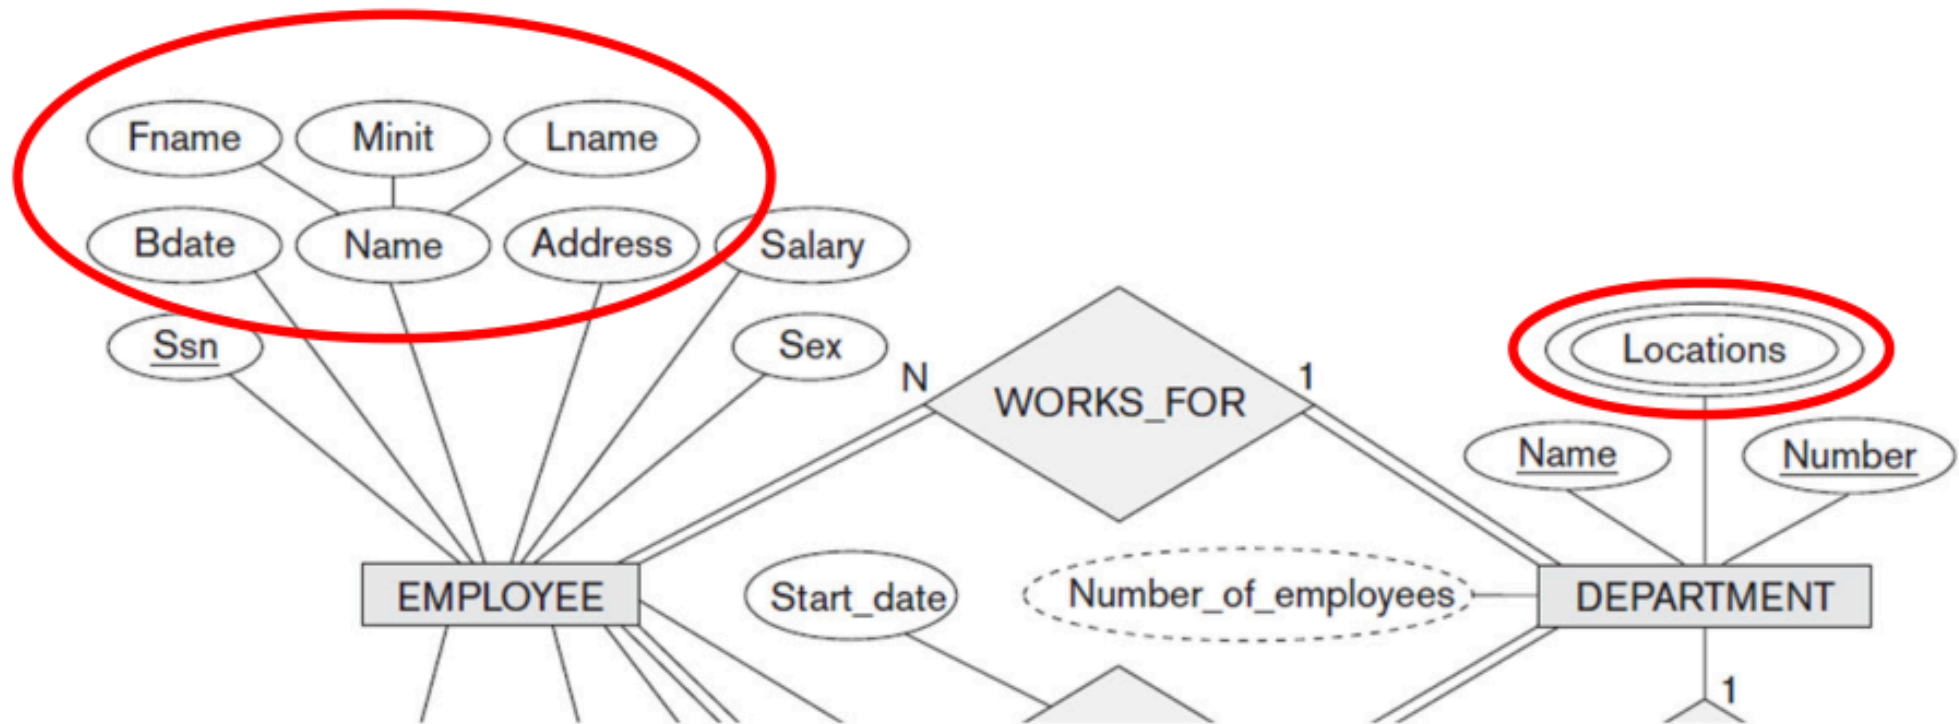 Fname Minit Lname
Bdate Name Address Salary
Ssn Sex N WORKS_FOR 1 Locations
Name Number
EMPLOYEE Start_date Number_of_employees DEPARTMENT
1